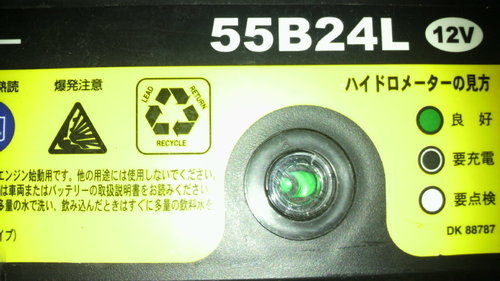 55B24L 12V
熱読 爆発注意
LEAD RETURN RECYCLE
ハイドロメーターの見方
良好
要充電
要点検
DK 88787
エンジン始動用です。他の用途には使用しないでください。
は車両またはバッテリーの取扱説明書をお読みください
多量の水で洗い、飲み込んだときはすぐに多量の飲料水を
イプ)